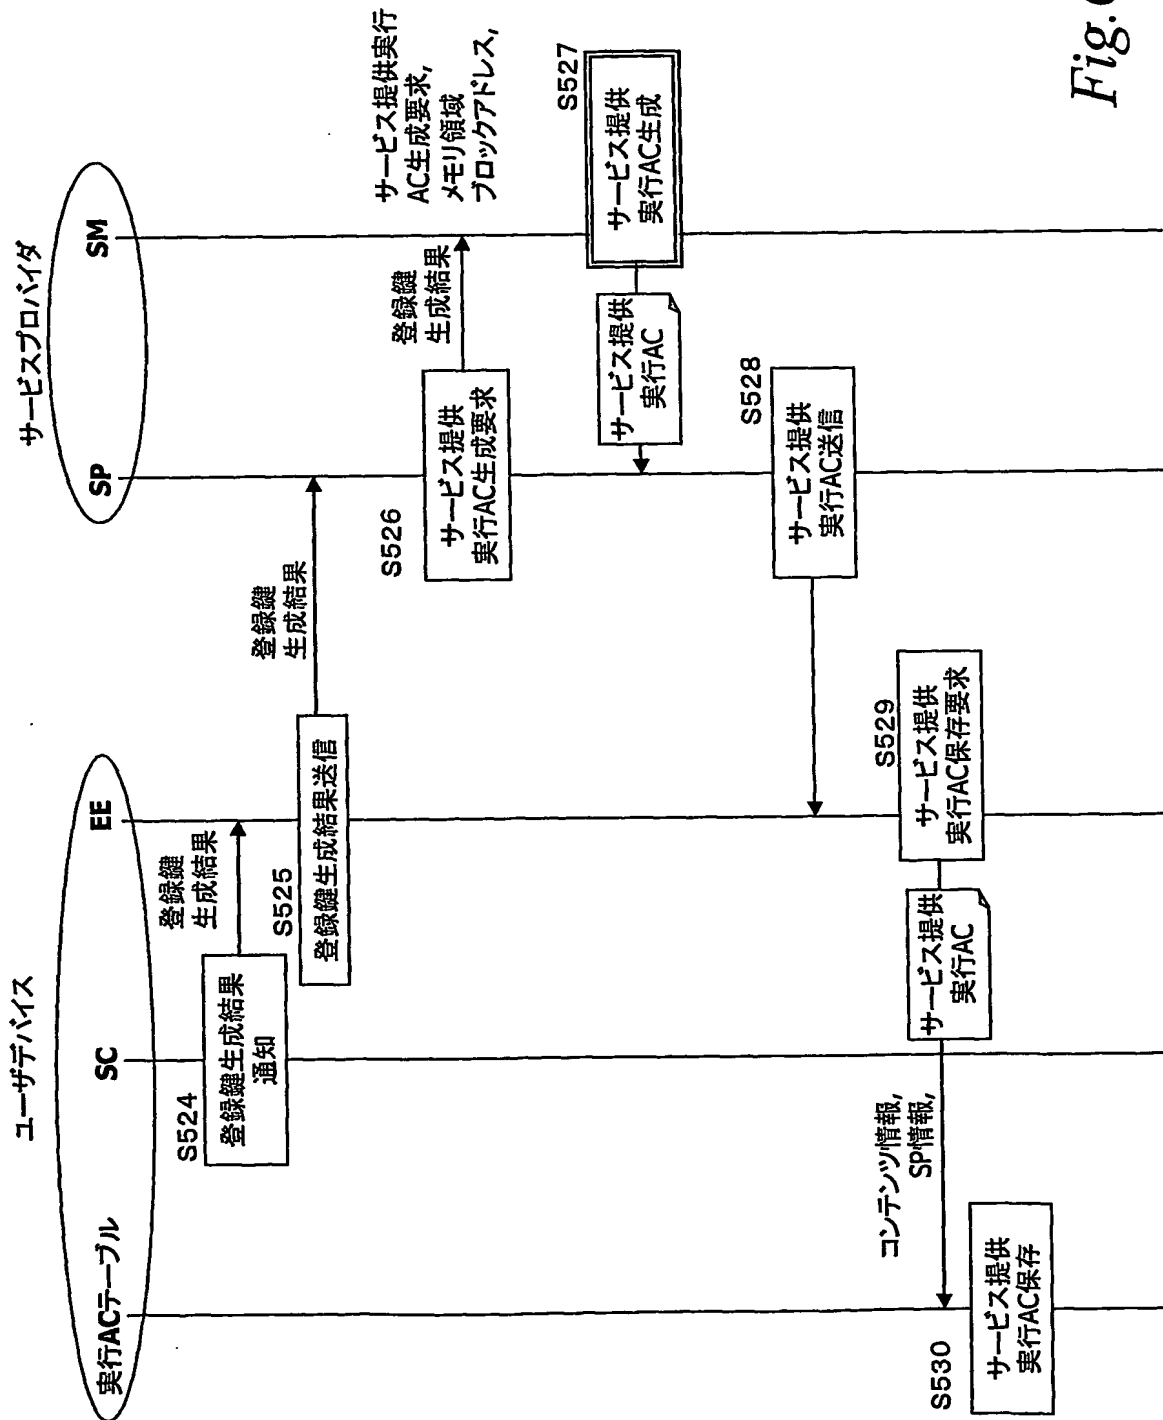 ユーザデバイス
サービスプロバイダ
実行ACテーブル
SC
EE
SP
SM
S524
登録鍵生成結果
通知
登録鍵
生成結果
S525
登録鍵生成結果送信
登録鍵
生成結果
S526
サービス提供
実行AC生成要求
登録鍵
生成結果
サービス提供実行
AC生成要求,
メモリ領域
ブロックアドレス,
S527
サービス提供
実行AC生成
サービス提供
実行AC
S528
サービス提供
実行AC送信
S529
サービス提供
実行AC保存要求
サービス提供
実行AC
コンテンツ情報,
SP情報,
S530
サービス提供
実行AC保存
Fig.